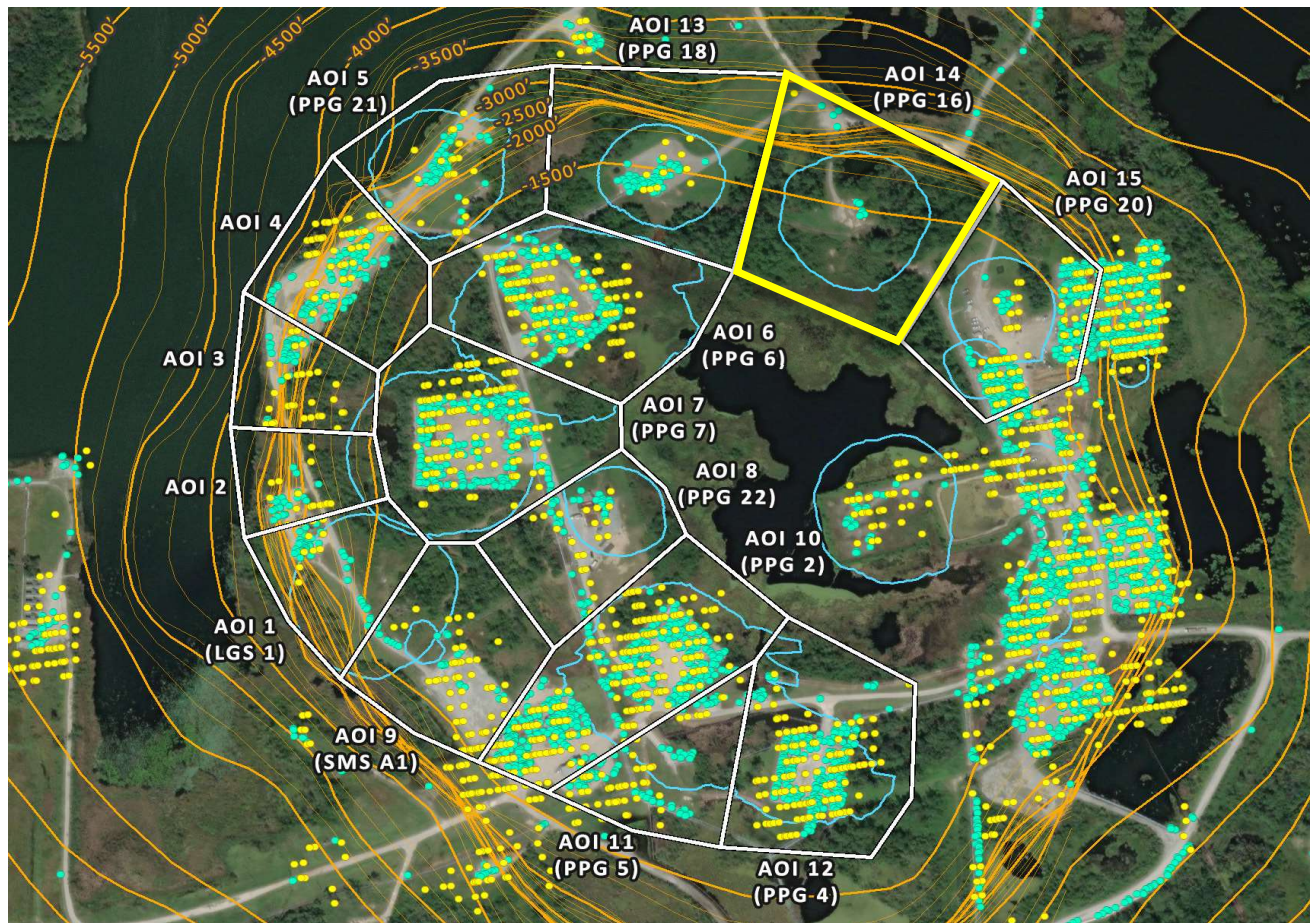 -5500'
-5000'
-4500'
-4000'
-3500'
-3000'
-2500'
-2000'
-1500'
AOI 13
(PPG 18)
AOI 14
(PPG 16)
AOI 5
(PPG 21)
AOI 15
(PPG 20)
AOI 4
AOI 3
AOI 6
(PPG 6)
AOI 7
(PPG 7)
AOI 2
AOI 8
(PPG 22)
AOI 10
(PPG 2)
AOI 1
(LGS 1)
AOI 9
(SMS A1)
AOI 11
(PPG 5)
AOI 12
(PPG 4)